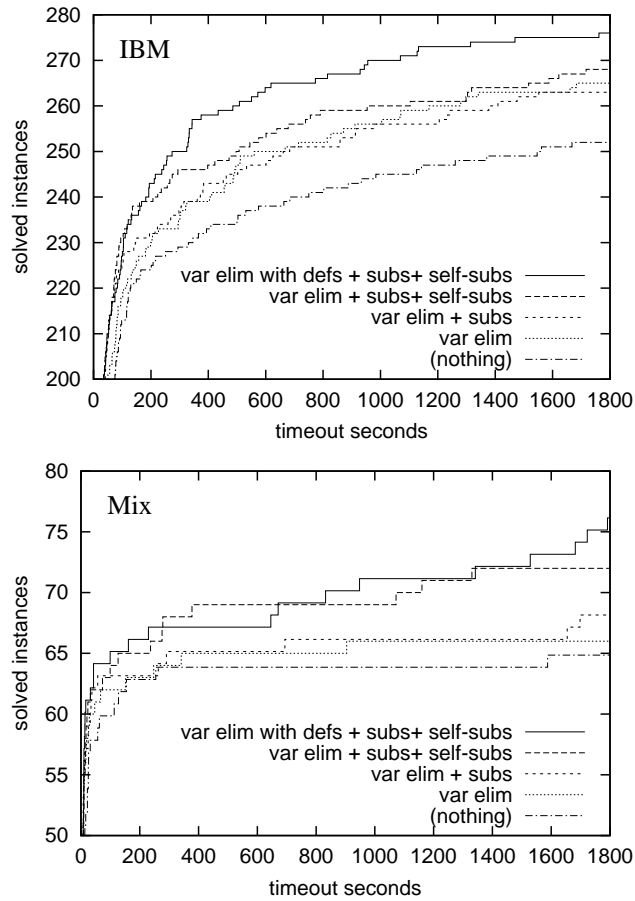 280
270
260
250
240
230
220
210
200
solved instances
IBM
var elim with defs + subs+ self-subs
var elim + subs+ self-subs
var elim + subs
var elim
(nothing)
0 200 400 600 800 1000 1200 1400 1600 1800
timeout seconds
80
75
70
65
60
55
50
solved instances
Mix
var elim with defs + subs+ self-subs
var elim + subs+ self-subs
var elim + subs
var elim
(nothing)
0 200 400 600 800 1000 1200 1400 1600 1800
timeout seconds